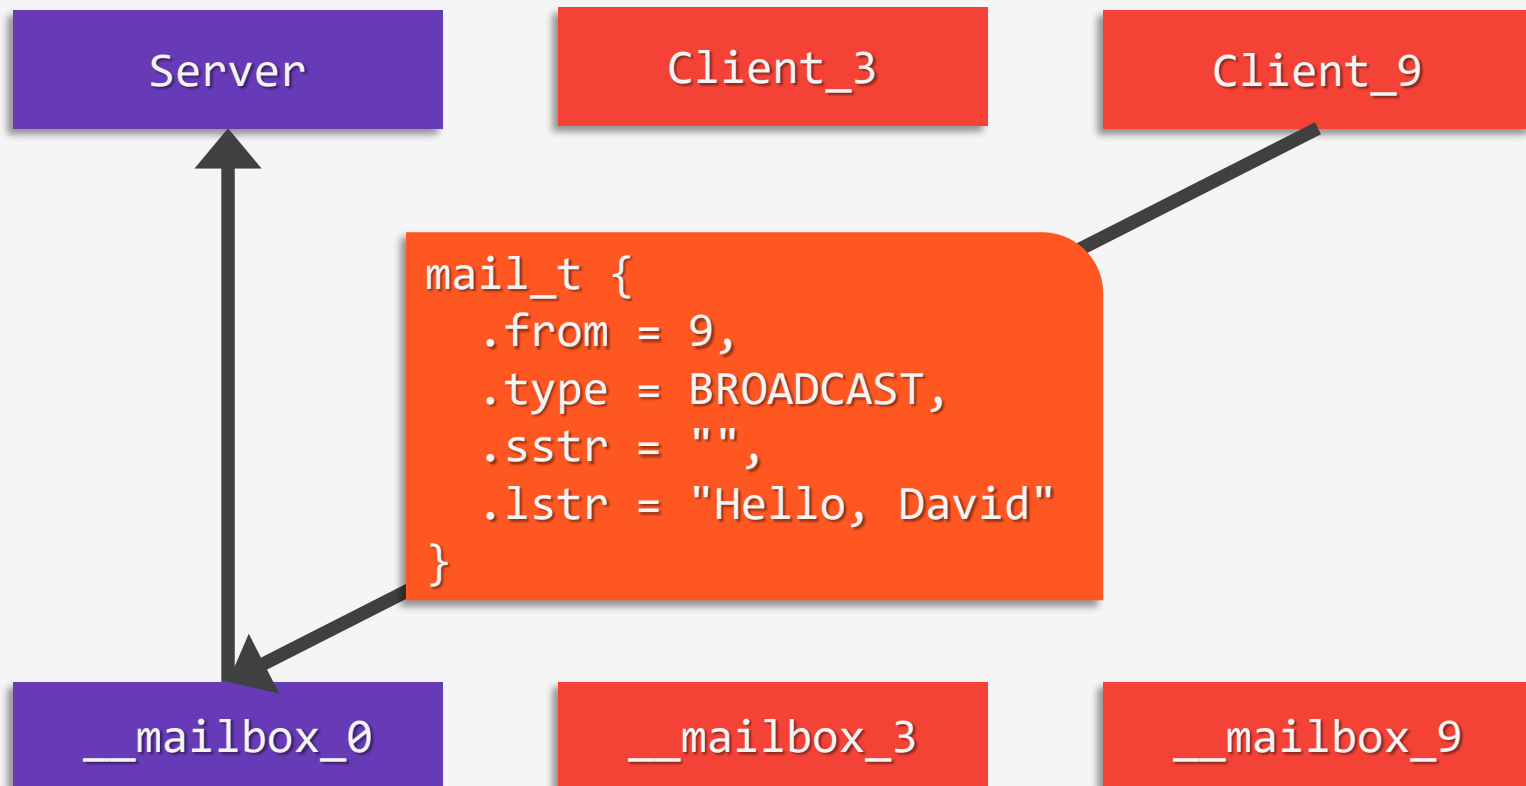 Server
Client_3
Client_9
mail_t {
  .from = 9,
  .type = BROADCAST,
  .sstr = "",
  .lstr = "Hello, David"
}
__mailbox_0
__mailbox_3
__mailbox_9